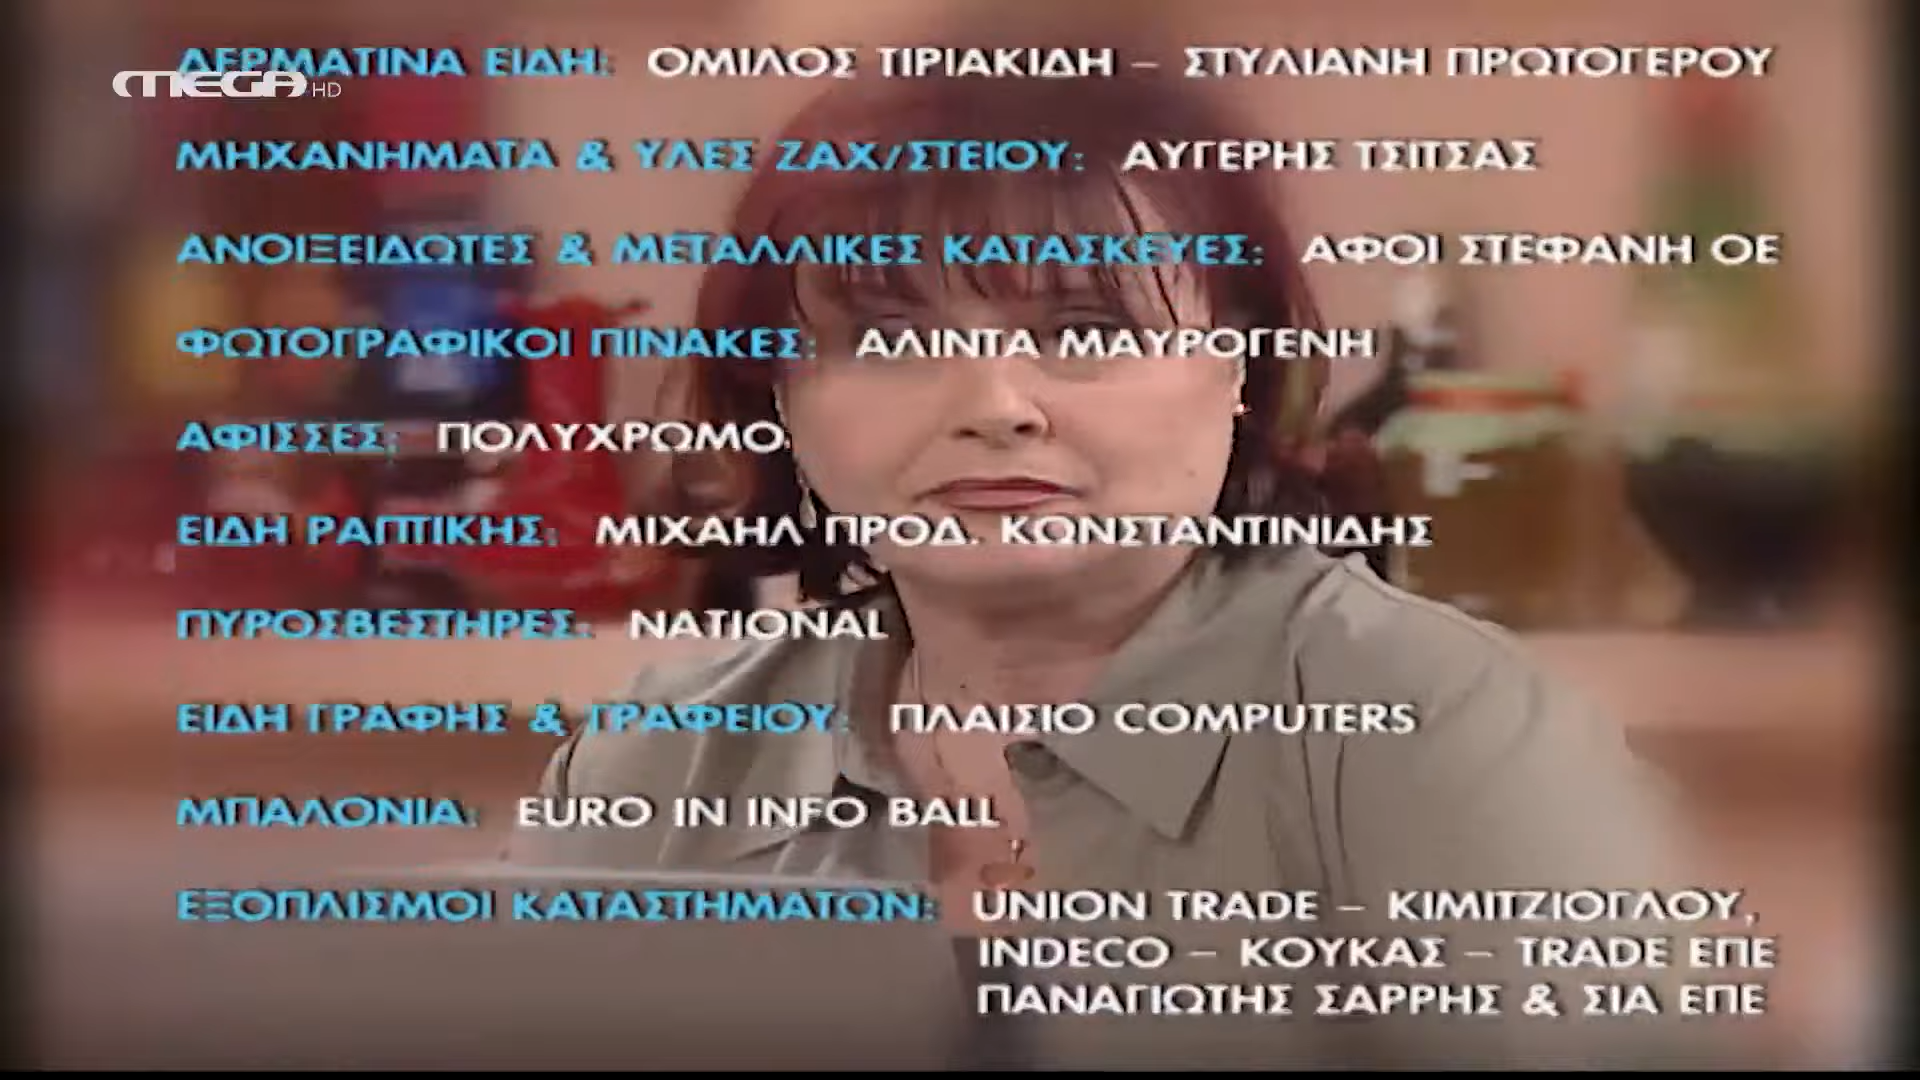 ΔΕΡΜΑΤΙΝΑ ΕΙΔΗ: ΟΜΙΛΟΣ ΤΙΡΙΑΚΙΔΗ – ΣΤΥΛΙΑΝΗ ΠΡΩΤΟΓΕΡΟΥ
MEGA HD
ΜΗΧΑΝΗΜΑΤΑ & ΥΛΕΣ ΖΑΧ/ΣΤΕΙΟΥ: ΑΥΓΕΡΗΣ ΤΣΙΤΣΑΣ
ΑΝΟΙΞΕΙΔΩΤΕΣ & ΜΕΤΑΛΛΙΚΕΣ ΚΑΤΑΣΚΕΥΕΣ: ΑΦΟΙ ΣΤΕΦΑΝΗ ΟΕ
ΦΩΤΟΓΡΑΦΙΚΟΙ ΠΙΝΑΚΕΣ: ΑΛΙΝΤΑ ΜΑΥΡΟΓΕΝΗ
ΑΦΙΣΣΕΣ: ΠΟΛΥΧΡΩΜΟ
ΕΙΔΗ ΡΑΠΤΙΚΗΣ: ΜΙΧΑΗΛ ΠΡΟΔ. ΚΩΝΣΤΑΝΤΙΝΙΔΗΣ
ΠΥΡΟΣΒΕΣΤΗΡΕΣ: NATIONAL
ΕΙΔΗ ΓΡΑΦΗΣ & ΓΡΑΦΕΙΟΥ: ΠΛΑΙΣΙΟ COMPUTERS
ΜΠΑΛΟΝΙΑ: EURO IN INFO BALL
ΕΞΟΠΛΙΣΜΟΙ ΚΑΤΑΣΤΗΜΑΤΩΝ: UNION TRADE – ΚΙΜΙΤΖΙΟΓΛΟΥ,
INDECO – ΚΟΥΚΑΣ – TRADE ΕΠΕ
ΠΑΝΑΓΙΩΤΗΣ ΣΑΡΡΗΣ & ΣΙΑ ΕΠΕ